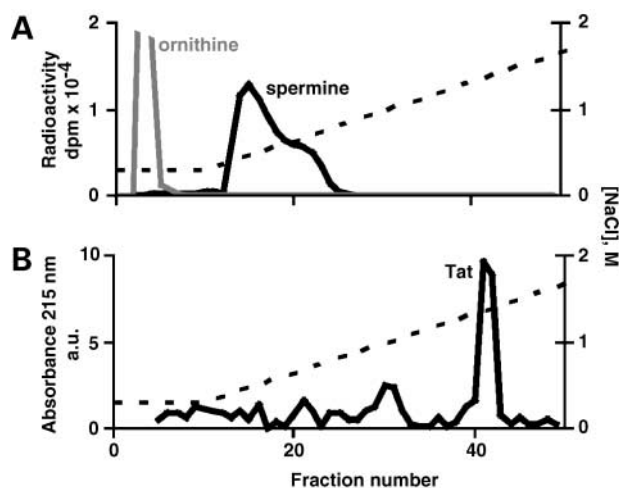 A
2
1
0
Radioactivity
dpm x 10-4
ornithine
spermine
2
1
0
[NaCl], M
B
10
5
0
Absorbance 215 nm
a.u.
Tat
2
1
0
0
20
40
Fraction number